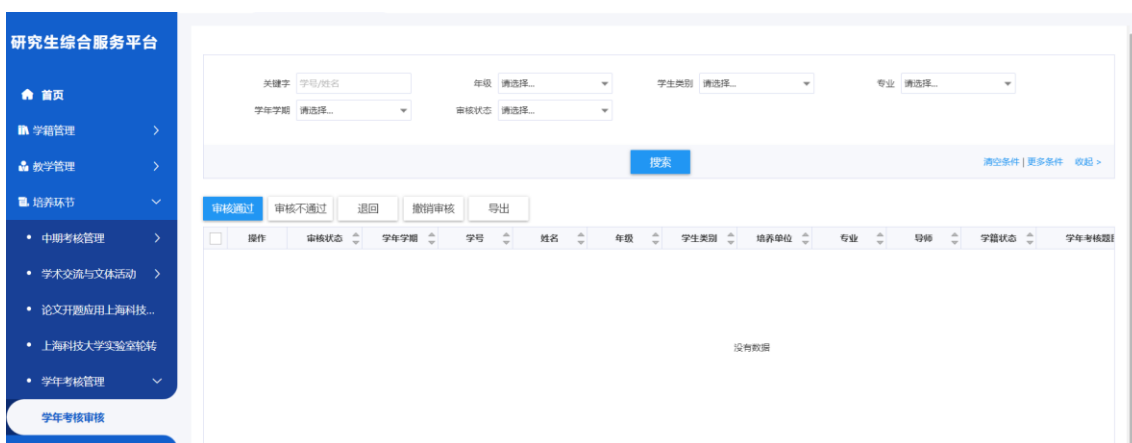 研究生综合服务平台
首页
学籍管理
教学管理
培养环节
中期考核管理
学术交流与文体活动
论文开题应用上海科技...
上海科技大学实验室轮转
学年考核管理
学年考核审核
关键字 学号/姓名 年级 请选择... 学生类别 请选择... 专业 请选择...
学年学期 请选择... 审核状态 请选择...
搜索 清空条件 | 更多条件 收起 >
审核通过 审核不通过 退回 撤销审核 导出
操作 审核状态 学年学期 学号 姓名 年级 学生类别 培养单位 专业 导师 学籍状态 学年考核题目
没有数据